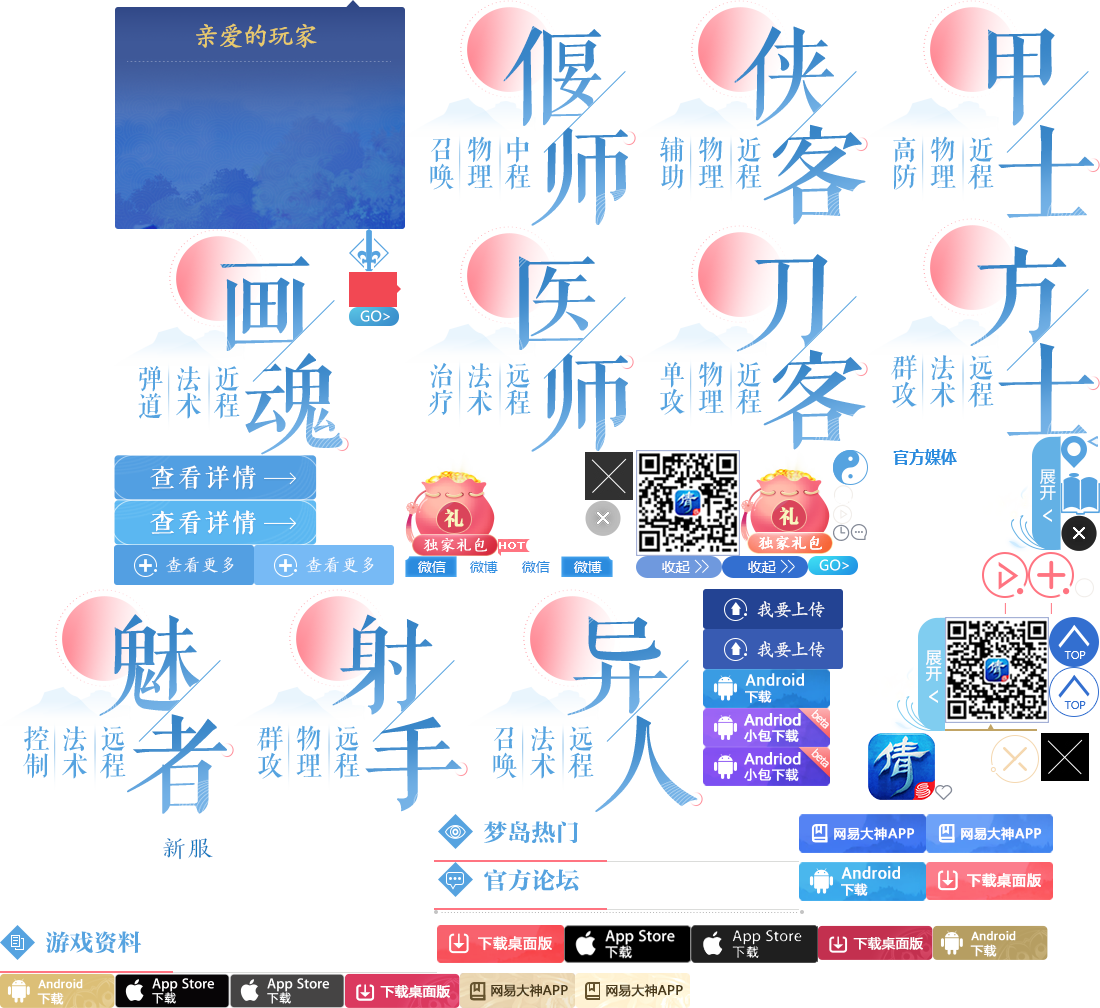 亲爱的玩家
偃师
召唤
物理
中程
侠客
辅助
物理
近程
甲士
高防
物理
近程
画魂
弹道
法术
近程
GO>
医师
治疗
法术
远程
刀客
单攻
物理
近程
方士
群攻
法术
远程
查看详情
查看详情
查看更多
查看更多
礼
独家礼包
HOT
微信
微博
微信
微博
倩
收起
收起
GO>
礼
独家礼包
官方媒体
展开
<
魅者
控制
法术
远程
射手
群攻
物理
远程
异人
召唤
法术
远程
我要上传
我要上传
Android
下载
Andriod
小包下载
beta
Andriod
小包下载
beta
展开
<
倩
TOP
TOP
倩
新服
梦岛热门
网易大神APP
网易大神APP
官方论坛
Android
下载
下载桌面版
游戏资料
下载桌面版
App Store
下载
App Store
下载
下载桌面版
Android
下载
Android
下载
App Store
下载
App Store
下载
下载桌面版
网易大神APP
网易大神APP